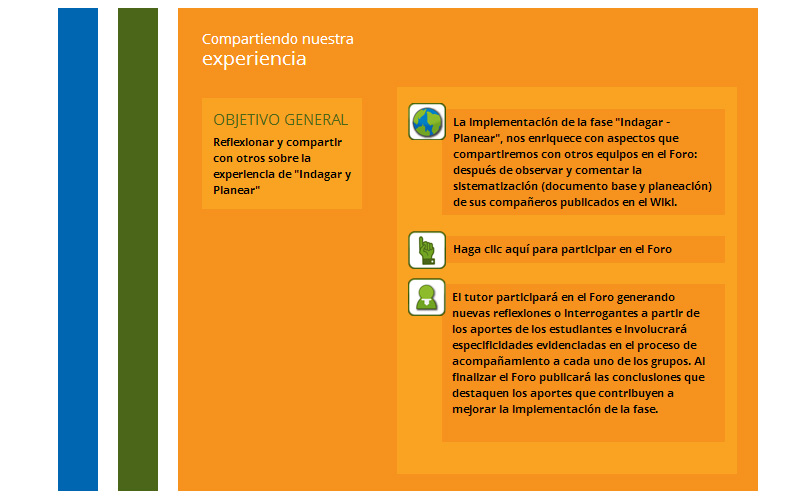 Compartiendo nuestra
experiencia
OBJETIVO GENERAL
Reflexionar y compartir
con otros sobre la
experiencia de "Indagar y
Planear"
La implementación de la fase "Indagar -
Planear", nos enriquece con aspectos que
compartiremos con otros equipos en el Foro:
después de observar y comentar la
sistematización (documento base y planeación)
de sus compañeros publicados en el Wiki.
Haga clic aquí para participar en el Foro
El tutor participará en el Foro generando
nuevas reflexiones o interrogantes a partir de
los aportes de los estudiantes e involucrará
especificidades evidenciadas en el proceso de
acompañamiento a cada uno de los grupos. Al
finalizar el Foro publicará las conclusiones que
destaquen los aportes que contribuyen a
mejorar la implementación de la fase.